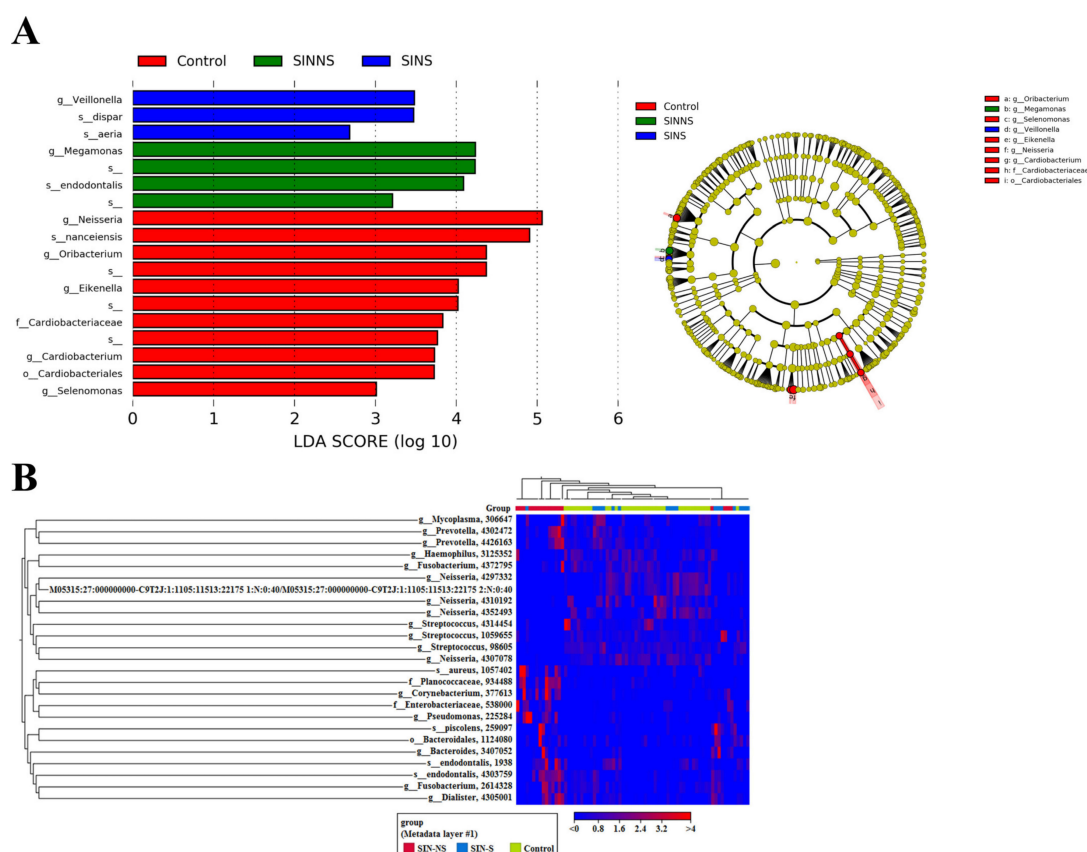 A
Control SINNS SINS
g__Veillonella
s__dispar
s__aeria
g__Megamonas
s__
s__endodontalis
s__
g__Neisseria
s__nanceiensis
g__Oribacterium
s__
g__Eikenella
s__
f__Cardiobacteriaceae
s__
g__Cardiobacterium
o__Cardiobacteriales
g__Selenomonas
0 1 2 3 4 5 6
LDA SCORE (log 10)
Control
SINNS
SINS
a: g__Oribacterium
b: g__Megamonas
c: g__Selenomonas
d: g__Veillonella
e: g__Eikenella
f: g__Neisseria
g: g__Cardiobacterium
h: f__Cardiobacteriaceae
i: o__Cardiobacteriales
B
Group
g__Mycoplasma, 306647
g__Prevotella, 4302472
g__Prevotella, 4426163
g__Haemophilus, 3125352
g__Fusobacterium, 4372795
g__Neisseria, 4297332
M05315:27:000000000-C9T2J:1:1105:11513:22175 1:N:0:40/M05315:27:000000000-C9T2J:1:1105:11513:22175 2:N:0:40
g__Neisseria, 4310192
g__Neisseria, 4352493
g__Streptococcus, 4314454
g__Streptococcus, 1059655
g__Streptococcus, 98605
g__Neisseria, 4307078
s__aureus, 1057402
f__Planococcaceae, 934488
g__Corynebacterium, 377613
f__Enterobacteriaceae, 538000
g__Pseudomonas, 225284
s__piscolens, 259097
o__Bacteroidales, 1124080
g__Bacteroides, 3407052
s__endodontalis, 1938
s__endodontalis, 4303759
g__Fusobacterium, 2614328
g__Dialister, 4305001
group
(Metadata layer #1)
SIN-NS SIN-S Control
<0 0.8 1.6 2.4 3.2 >4